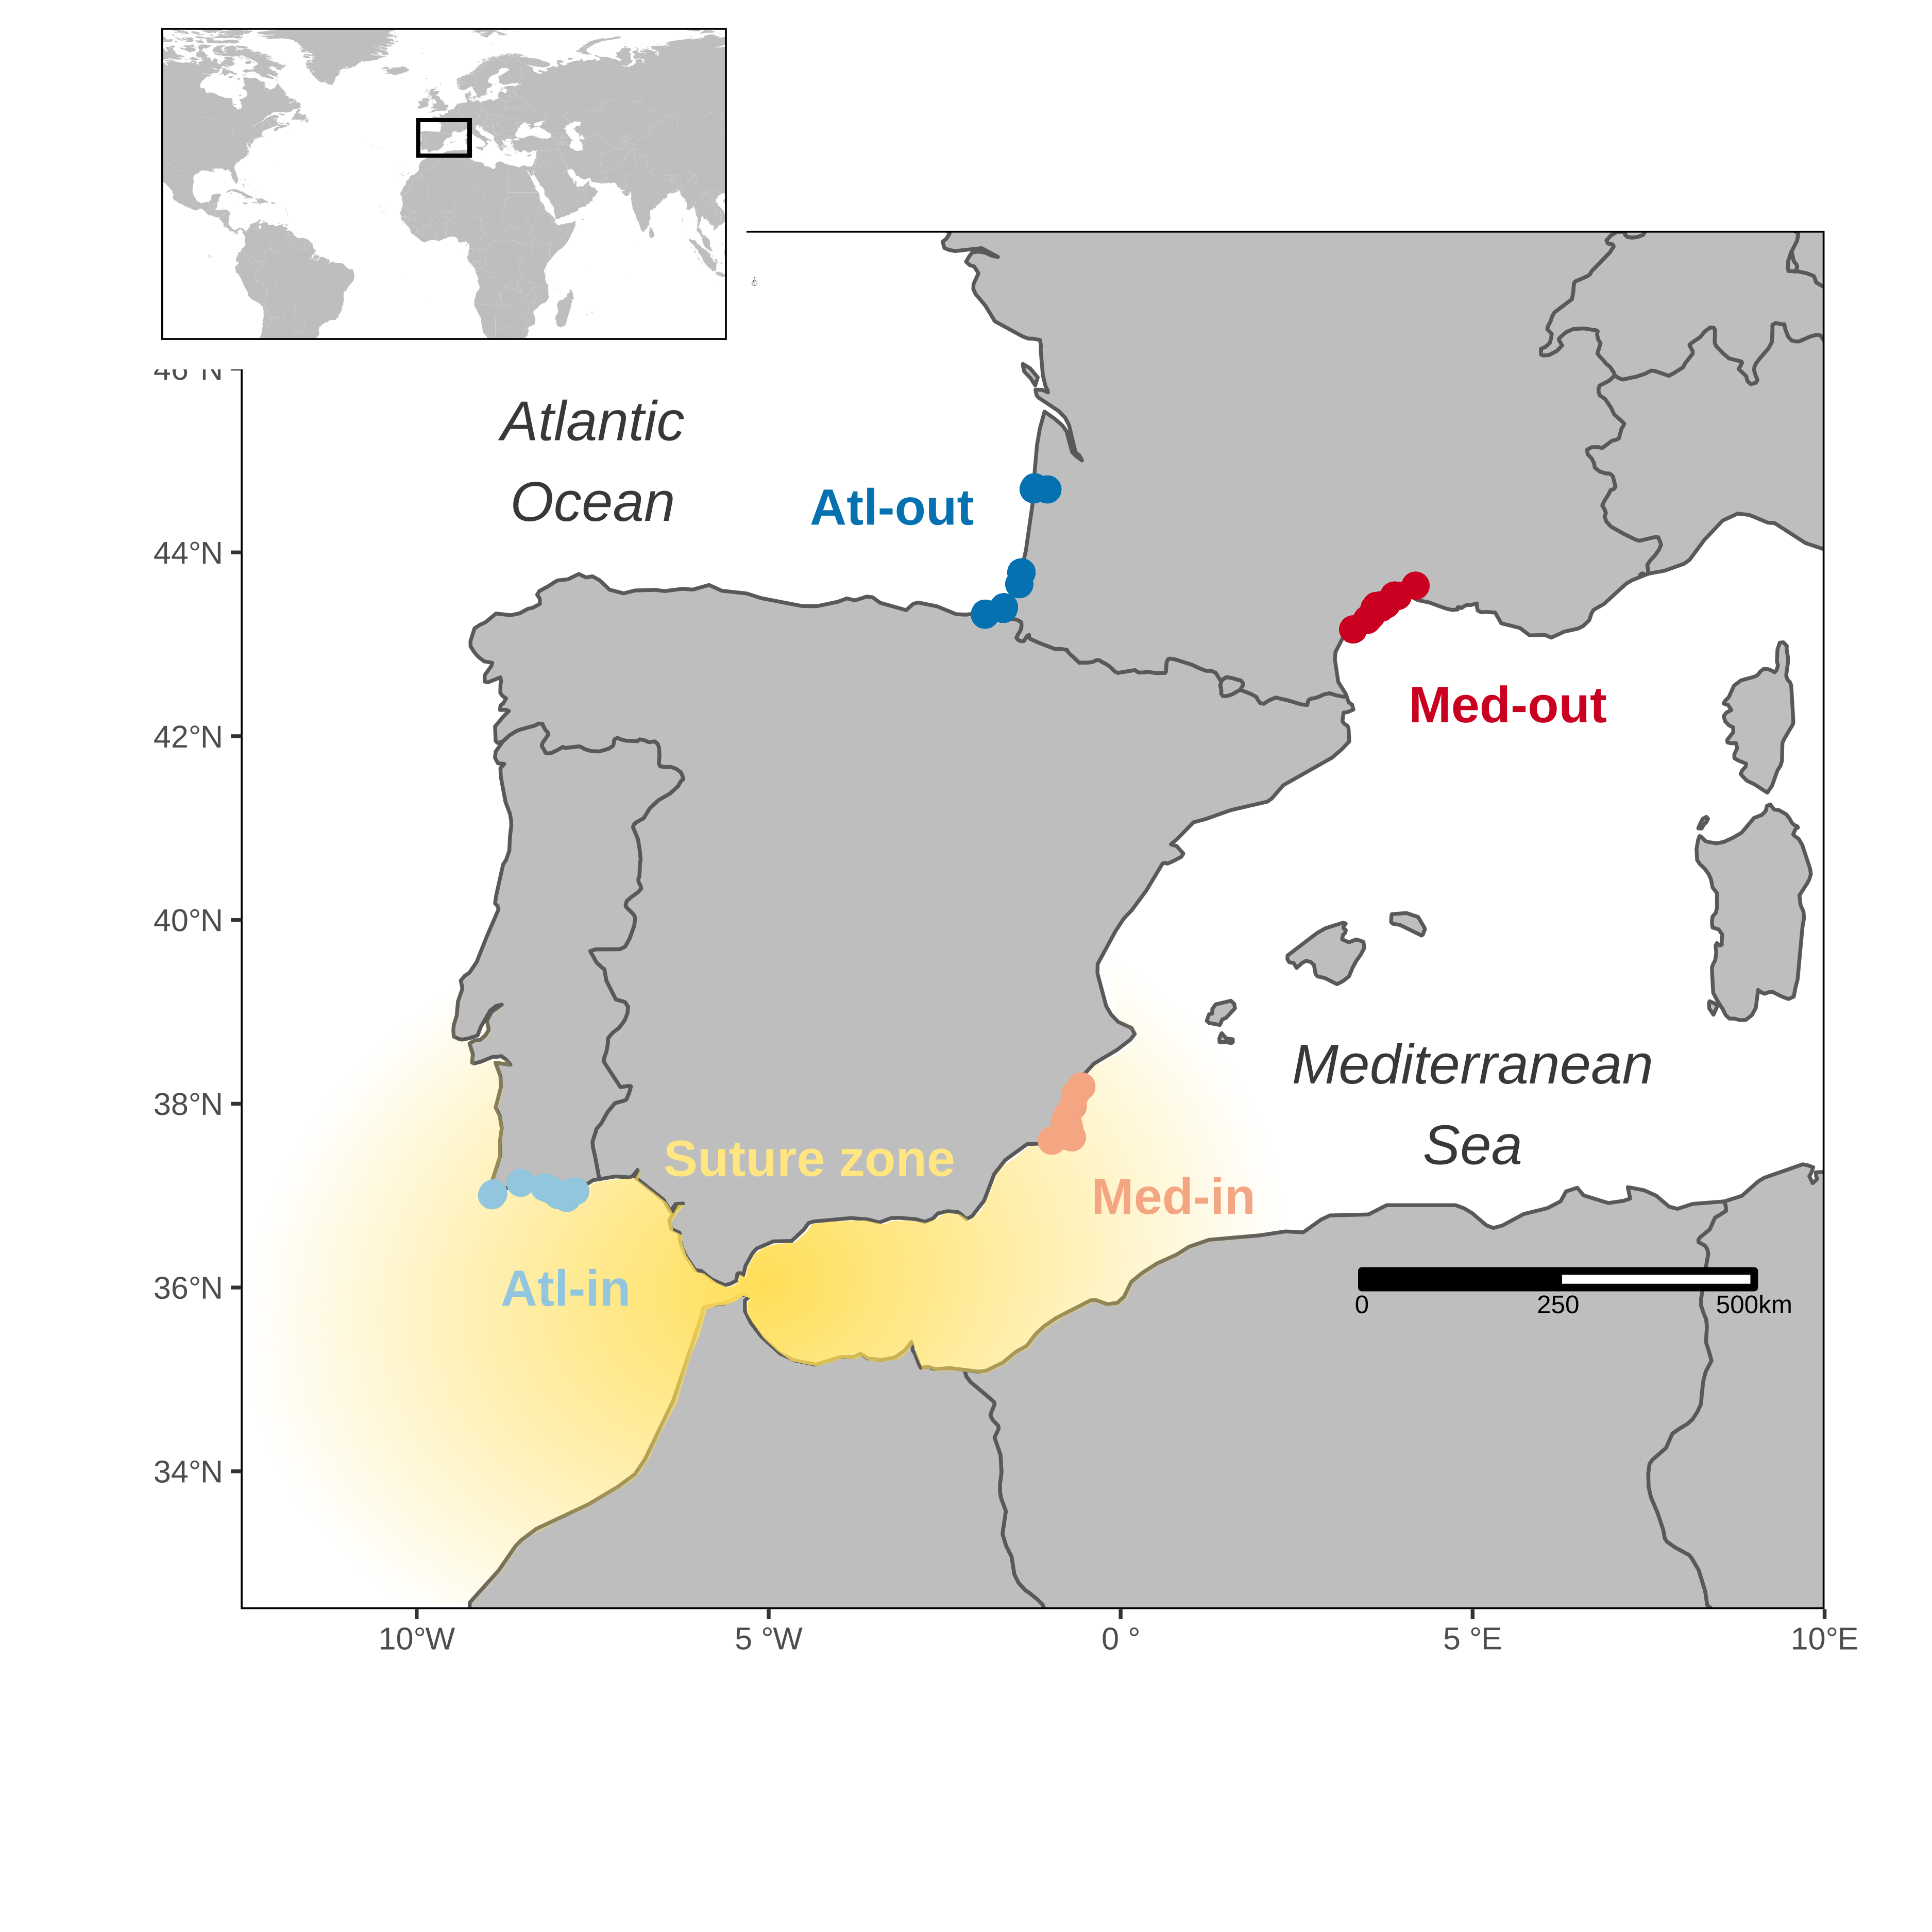 46°N
Atlantic
Ocean
Atl-out
44°N
Med-out
42°N
40°N
Mediterranean
Sea
38°N
Suture zone
Med-in
Atl-in
36°N
0 250 500km
34°N
10°W 5 °W 0 ° 5 °E 10°E